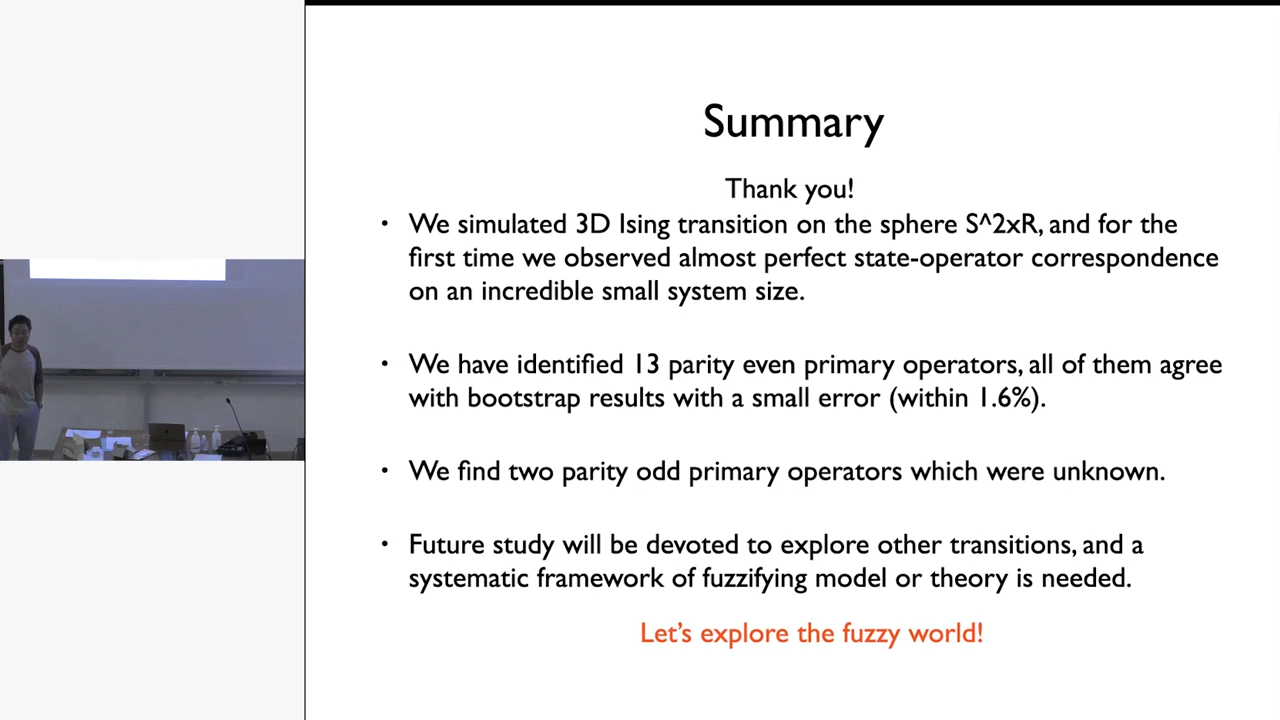 Summary
Thank you!
• We simulated 3D Ising transition on the sphere S^2xR, and for the
first time we observed almost perfect state-operator correspondence
on an incredible small system size.
• We have identified 13 parity even primary operators, all of them agree
with bootstrap results with a small error (within 1.6%).
• We find two parity odd primary operators which were unknown.
• Future study will be devoted to explore other transitions, and a
systematic framework of fuzzifying model or theory is needed.
Let's explore the fuzzy world!